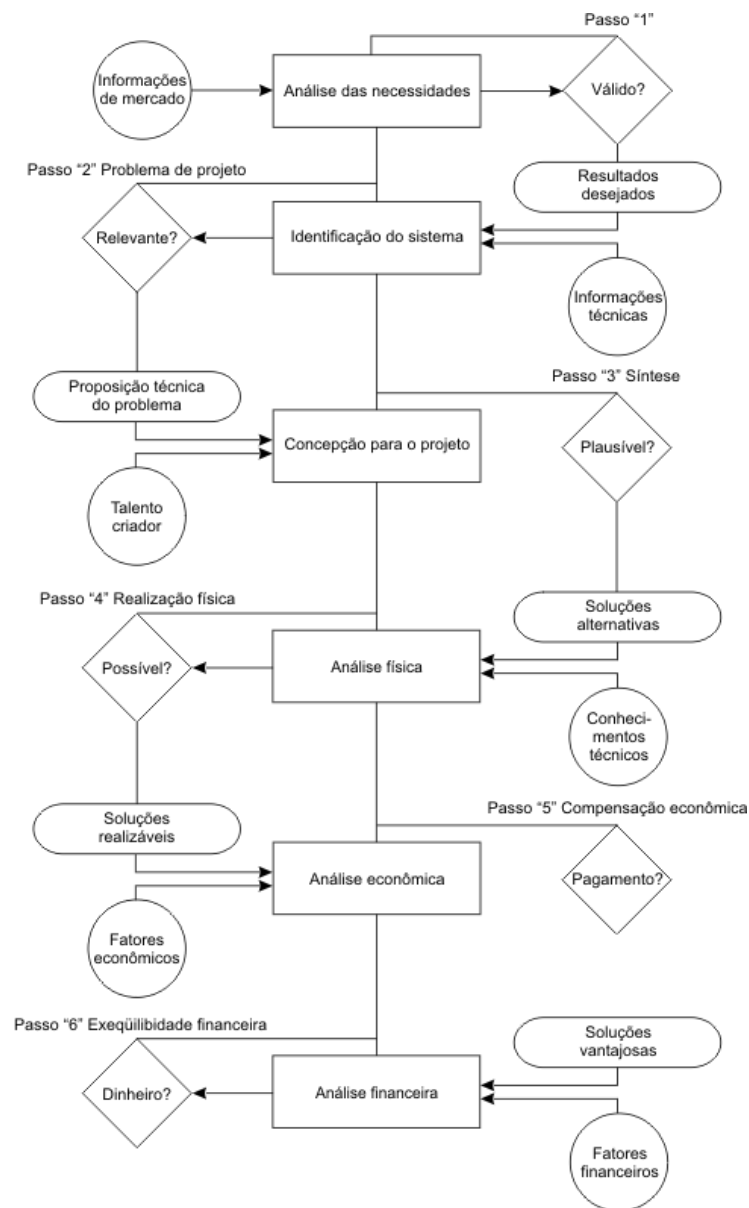 Passo “1”
Informações
de mercado
Análise das necessidades
Válido?
Passo “2” Problema de projeto
Resultados
desejados
Relevante?
Identificação do sistema
Informações
técnicas
Passo “3” Síntese
Proposição técnica
do problema
Concepção para o projeto
Plausível?
Talento
criador
Passo “4” Realização física
Soluções
alternativas
Possível?
Análise física
Conheci-
mentos
técnicos
Passo “5” Compensação econômica
Soluções
realizáveis
Análise econômica
Pagamento?
Fatores
econômicos
Passo “6” Exeqüilibidade financeira
Soluções
vantajosas
Dinheiro?
Análise financeira
Fatores
financeiros